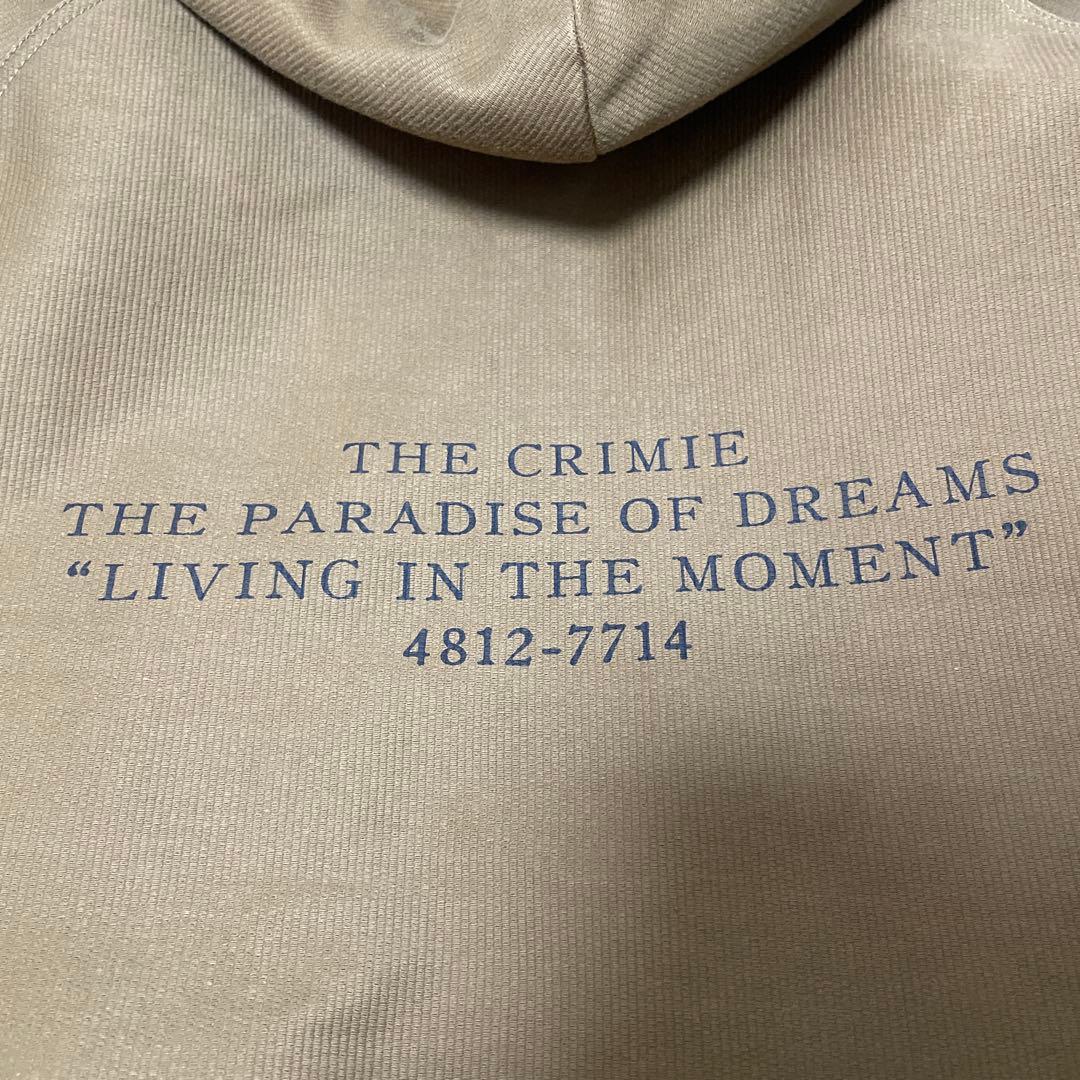 THE CRIMIE
THE PARADISE OF DREAMS
“LIVING IN THE MOMENT”
4812-7714